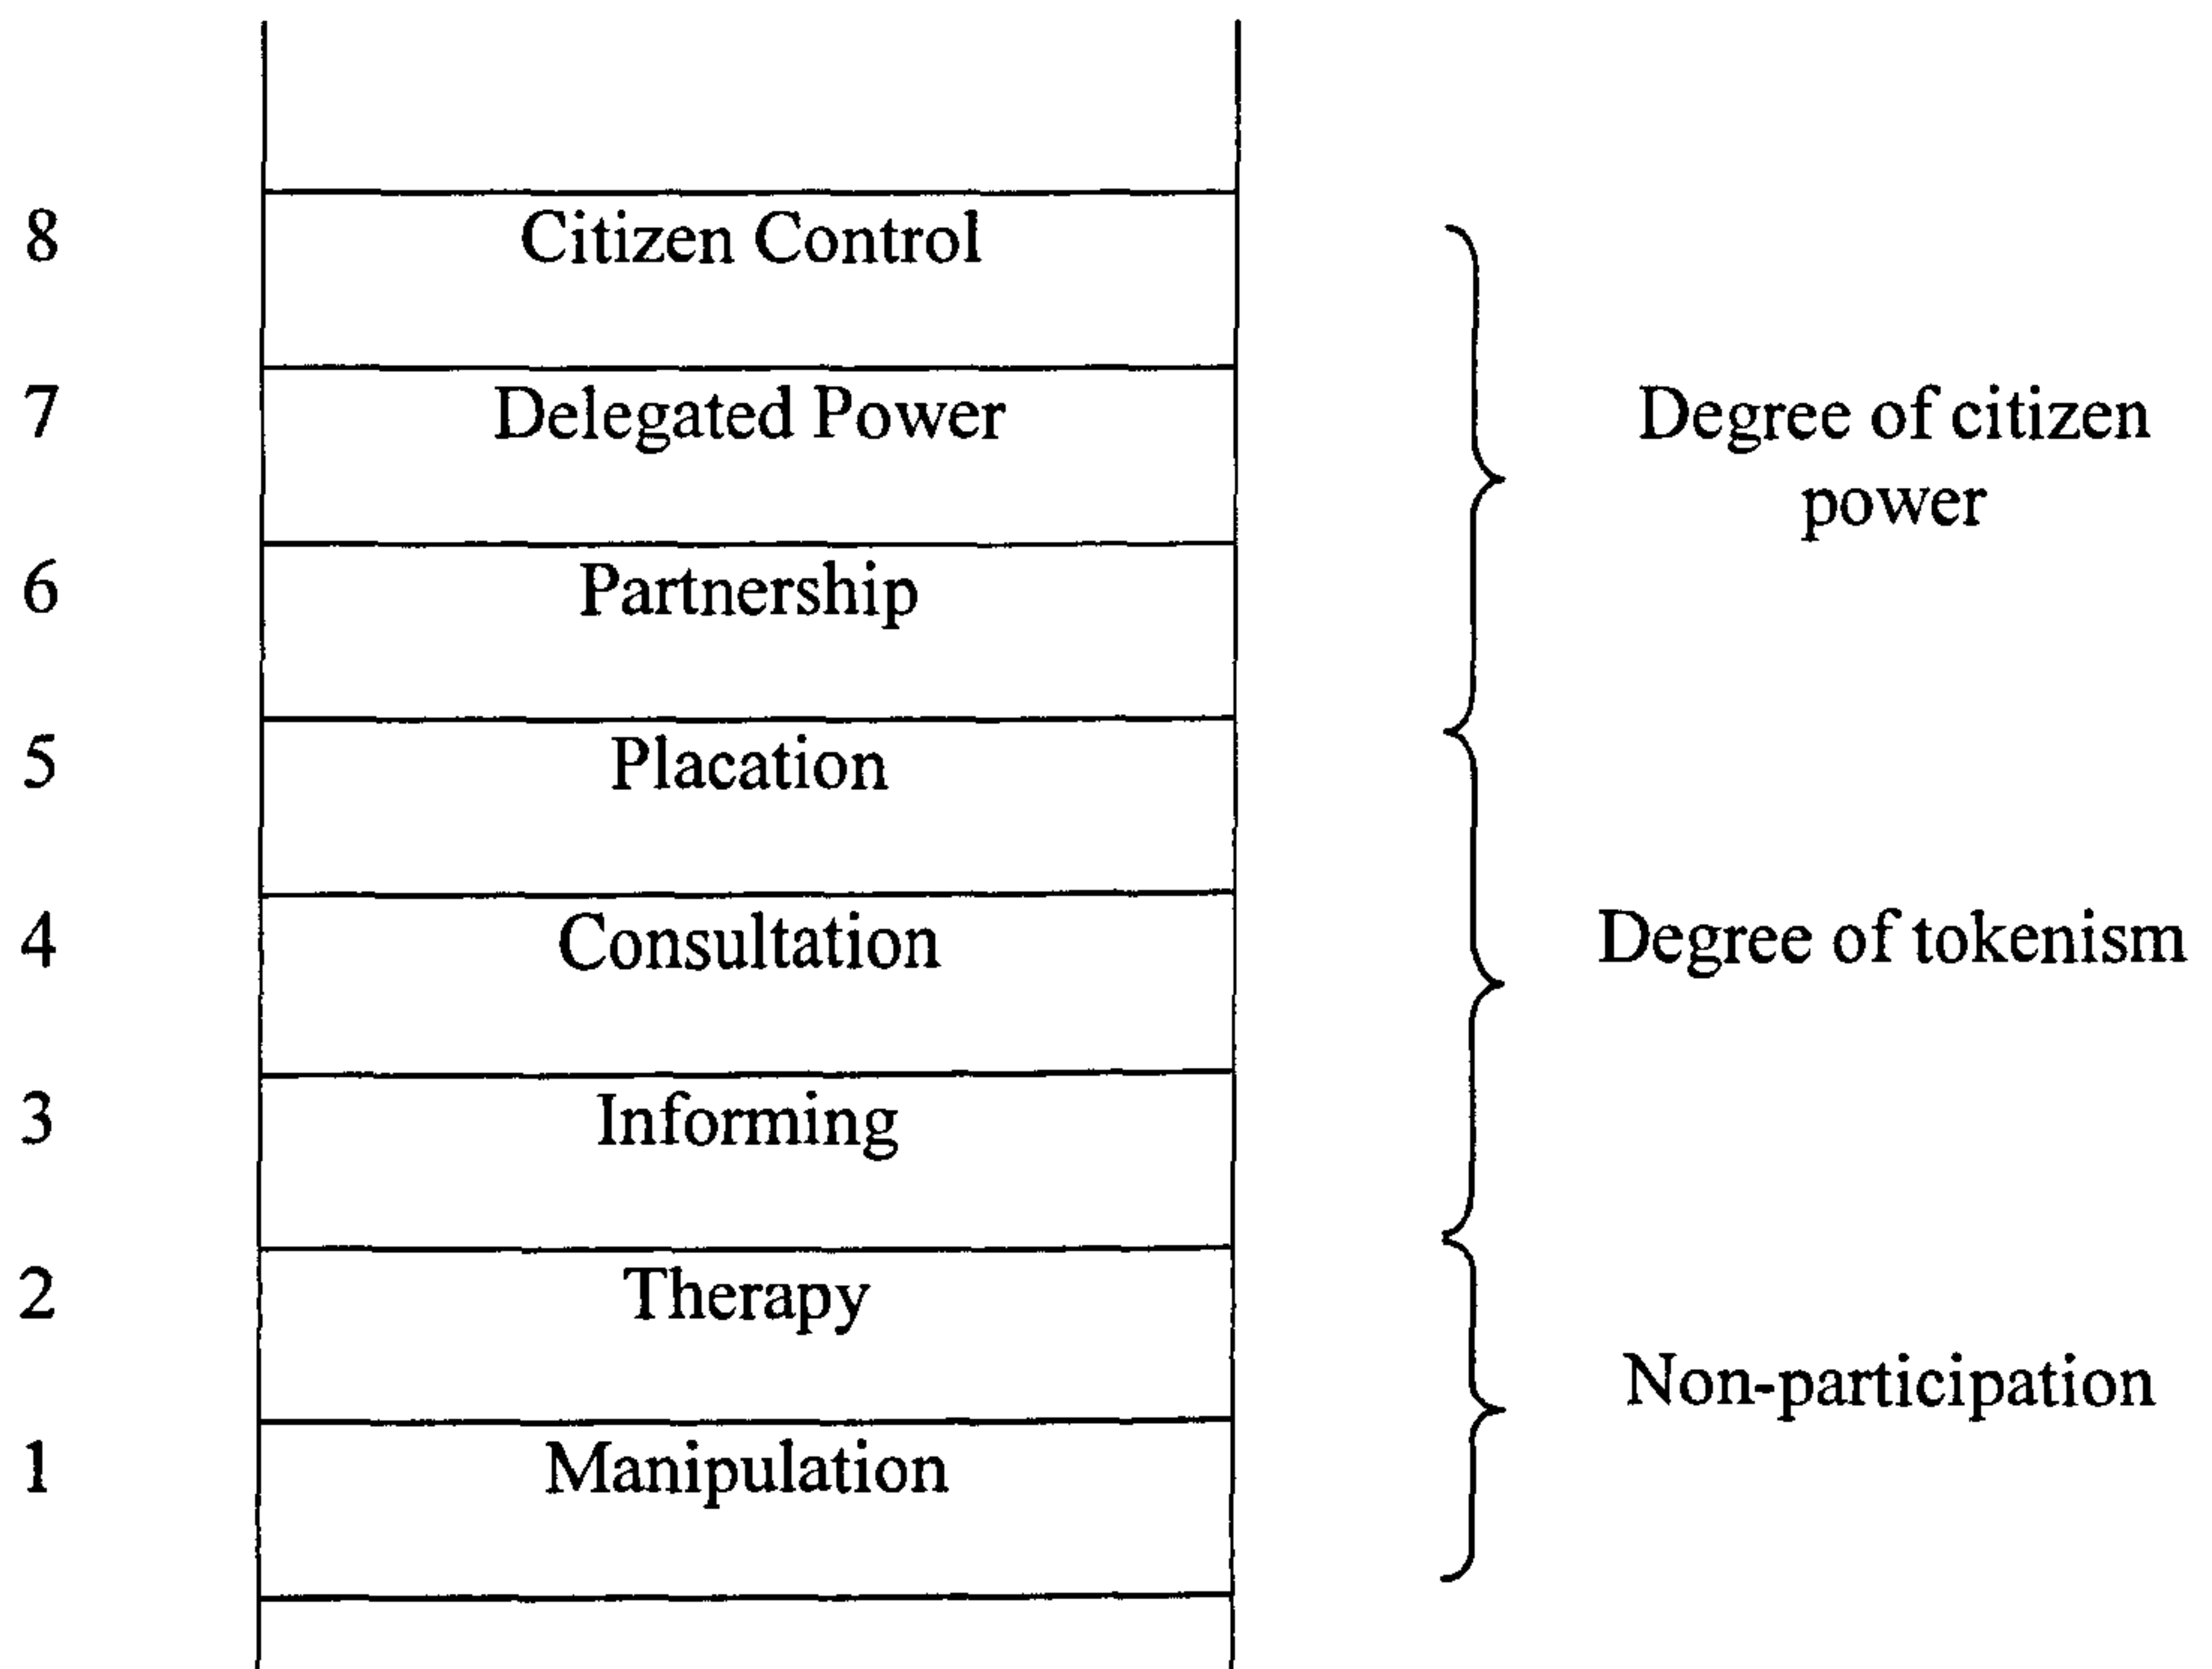 8 Citizen Control
7 Delegated Power
Degree of citizen
power
6 Partnership
5 Placation
4 Consultation
Degree of tokenism
3 Informing
2 Therapy
Non-participation
1 Manipulation